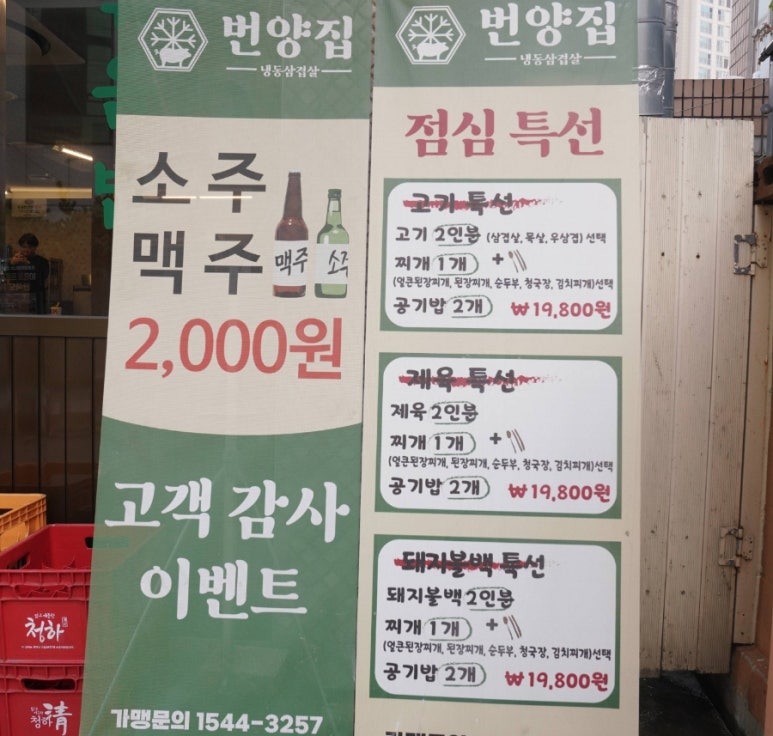 번양집
냉동삼겹살
소주
맥주
맥주
소주
2,000원
고객 감사
이벤트
가맹문의 1544-3257
번양집
냉동삼겹살
점심 특선
고기 특선
고기 2인분 (삼겹살, 목살, 우삼겹) 선택
찌개 1개 +
(얼큰된장찌개, 된장찌개, 순두부, 청국장, 김치찌개)선택
공기밥 2개 ₩19,800원
제육 특선
제육 2인분
찌개 1개 +
(얼큰된장찌개, 된장찌개, 순두부, 청국장, 김치찌개)선택
공기밥 2개 ₩19,800원
돼지불백 특선
돼지불백 2인분
찌개 1개 +
(얼큰된장찌개, 된장찌개, 순두부, 청국장, 김치찌개)선택
공기밥 2개 ₩19,800원
청하
청하 淸